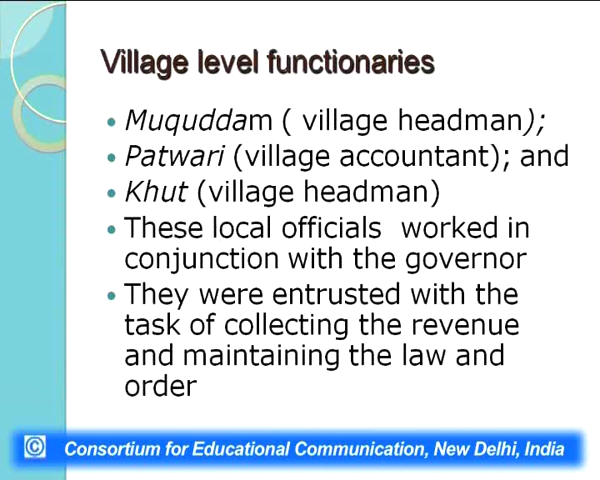 Village level functionaries
• Muquddam ( village headman);
• Patwari (village accountant); and
• Khut (village headman)
• These local officials worked in
conjunction with the governor
• They were entrusted with the
task of collecting the revenue
and maintaining the law and
order
© Consortium for Educational Communication, New Delhi, India